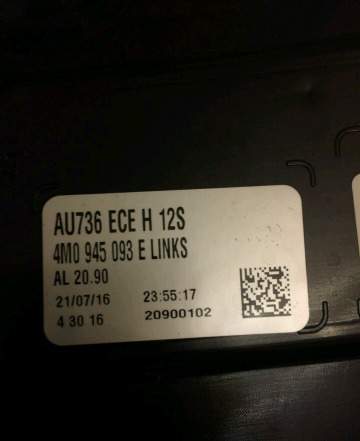 AU736 ECE H 12S
4M0 945 093 E LINKS
AL 20.90
21/07/16 23:55:17
4 30 16 20900102